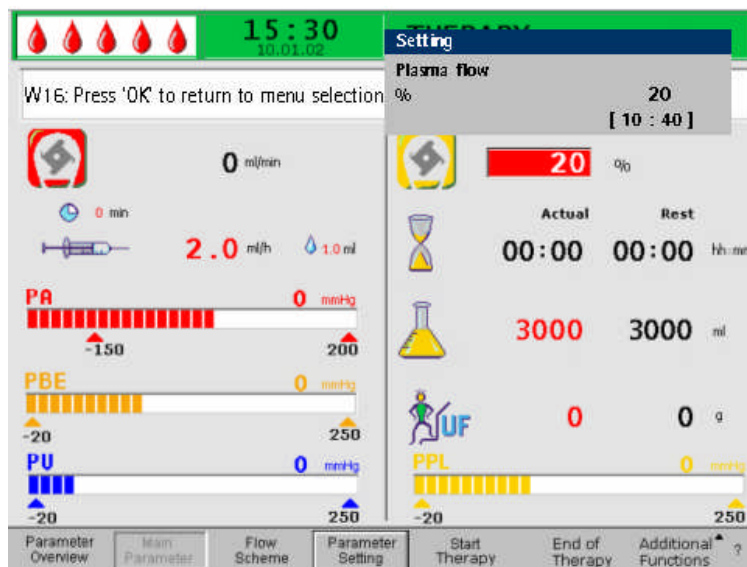 15:30
10.01.02
Setting
Plasma flow
% 20
[ 10 : 40 ]
W16: Press 'OK' to return to menu selection
0 ml/min
20 %
0 min
Actual Rest
2.0 ml/h 1.0 ml
00:00 00:00 hh:mm
PA 0 mmHg
-150 200
3000 3000 ml
PBE 0 mmHg
-20 250
UF 0 0 g
PV 0 mmHg
-20 250
PPL 0 mmHg
-20 250
Parameter Overview
Main Parameter
Flow Scheme
Parameter Setting
Start Therapy
End of Therapy
Additional Functions
?